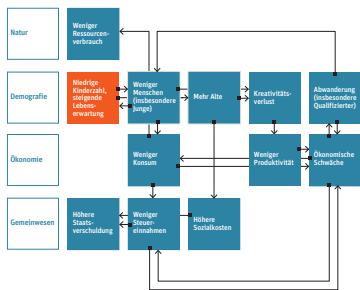 Natur
Weniger
Ressourcen-
verbrauch
Demografie
Niedrige
Kinderzahl,
steigende
Lebens-
erwartung
Weniger
Menschen
(insbesondere
Junge)
Mehr Alte
Kreativitäts-
verlust
Abwanderung
(insbesondere
Qualifizierter)
Ökonomie
Weniger
Konsum
Weniger
Produktivität
Ökonomische
Schwäche
Gemeinwesen
Höhere
Staats-
verschuldung
Weniger
Steuer-
einnahmen
Höhere
Sozialkosten